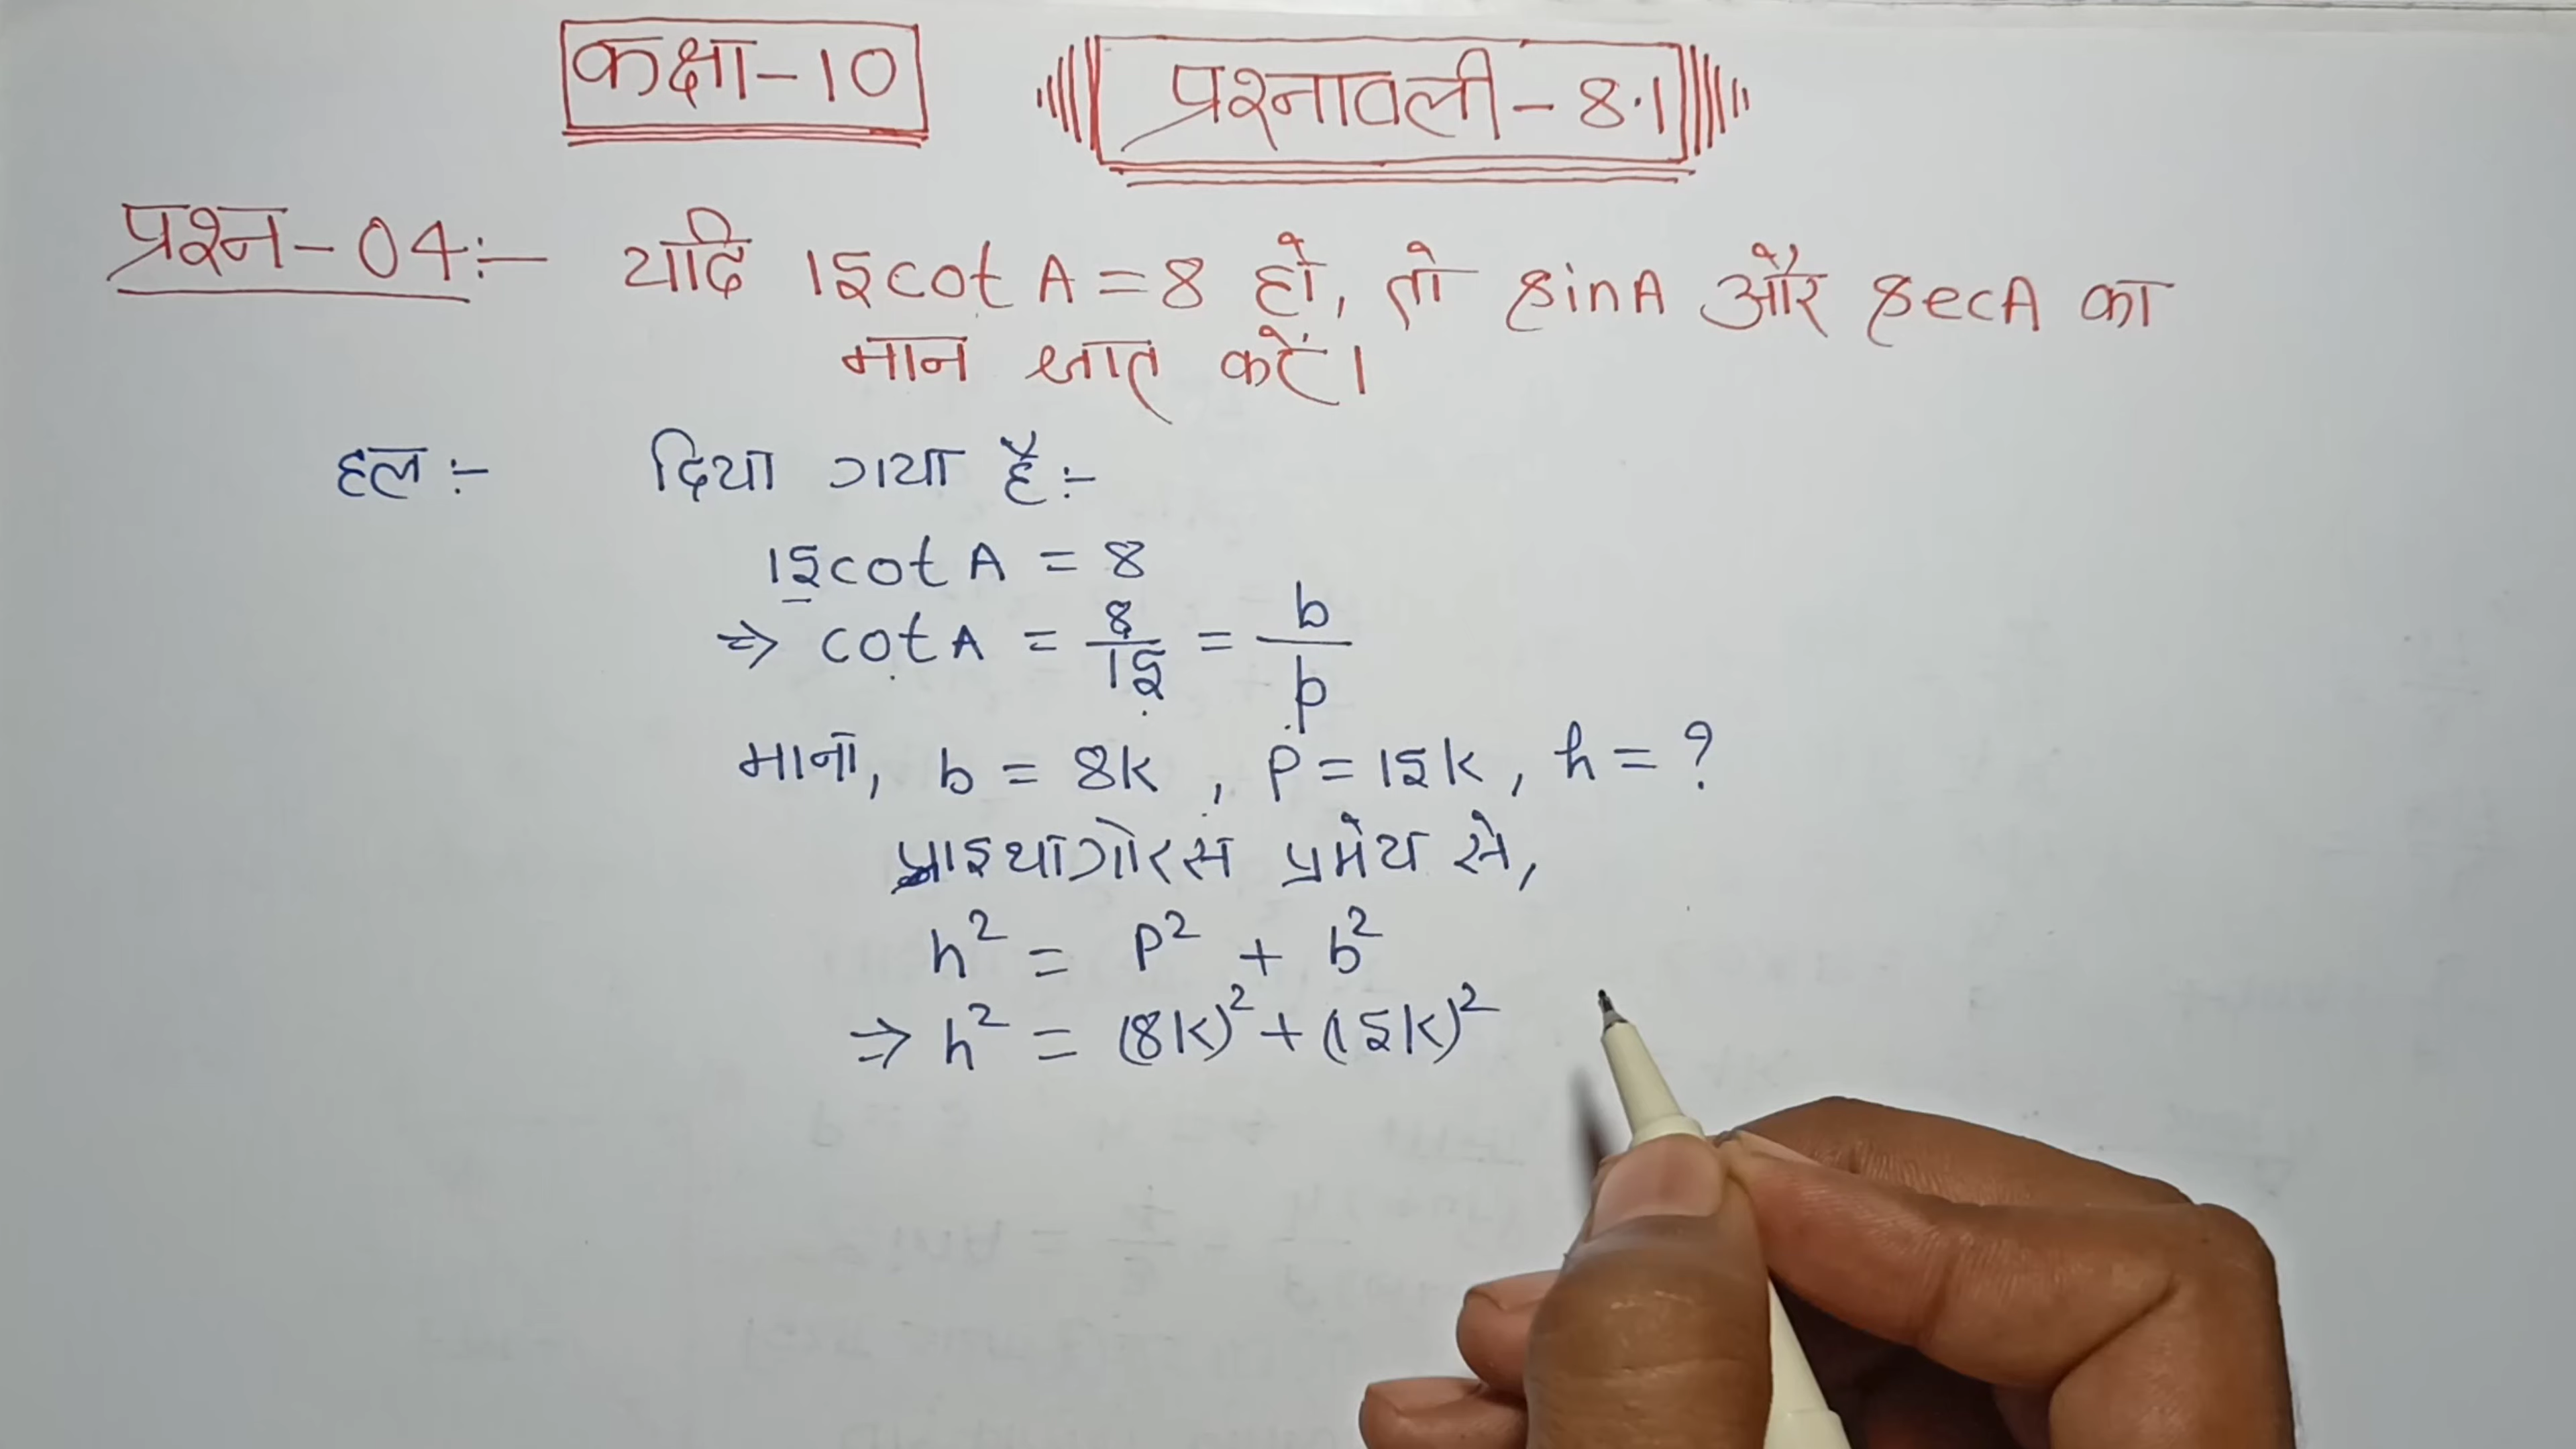 कक्षा-10 प्रश्नावली-8.1
प्रश्न-04:- यदि 15cot A = 8 हो, तो sinA और secA का
मान ज्ञात करें।
हल:- दिया गया है:-
15cot A = 8
⇒ cot A = 8/15 = b/p
माना, b = 8k, p = 15k, h = ?
पाइथागोरस प्रमेय से,
h² = p² + b²
⇒ h² = (8k)² + (15k)²